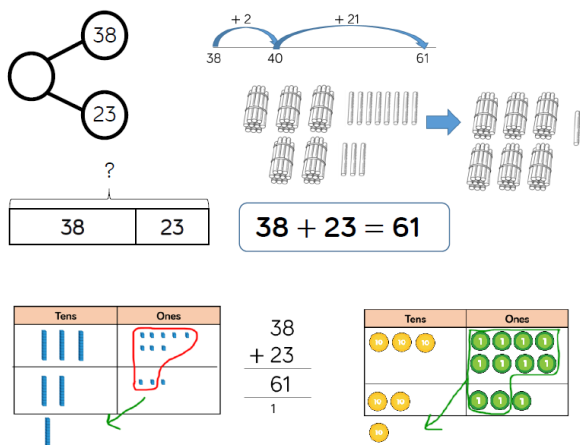 38
23
+ 2
+ 21
38
40
61
?
38
23
38 + 23 = 61
Tens Ones
38
+ 23
61
1
Tens Ones
10 10 10
1 1 1 1
1 1 1 1
10 10
1 1 1
10